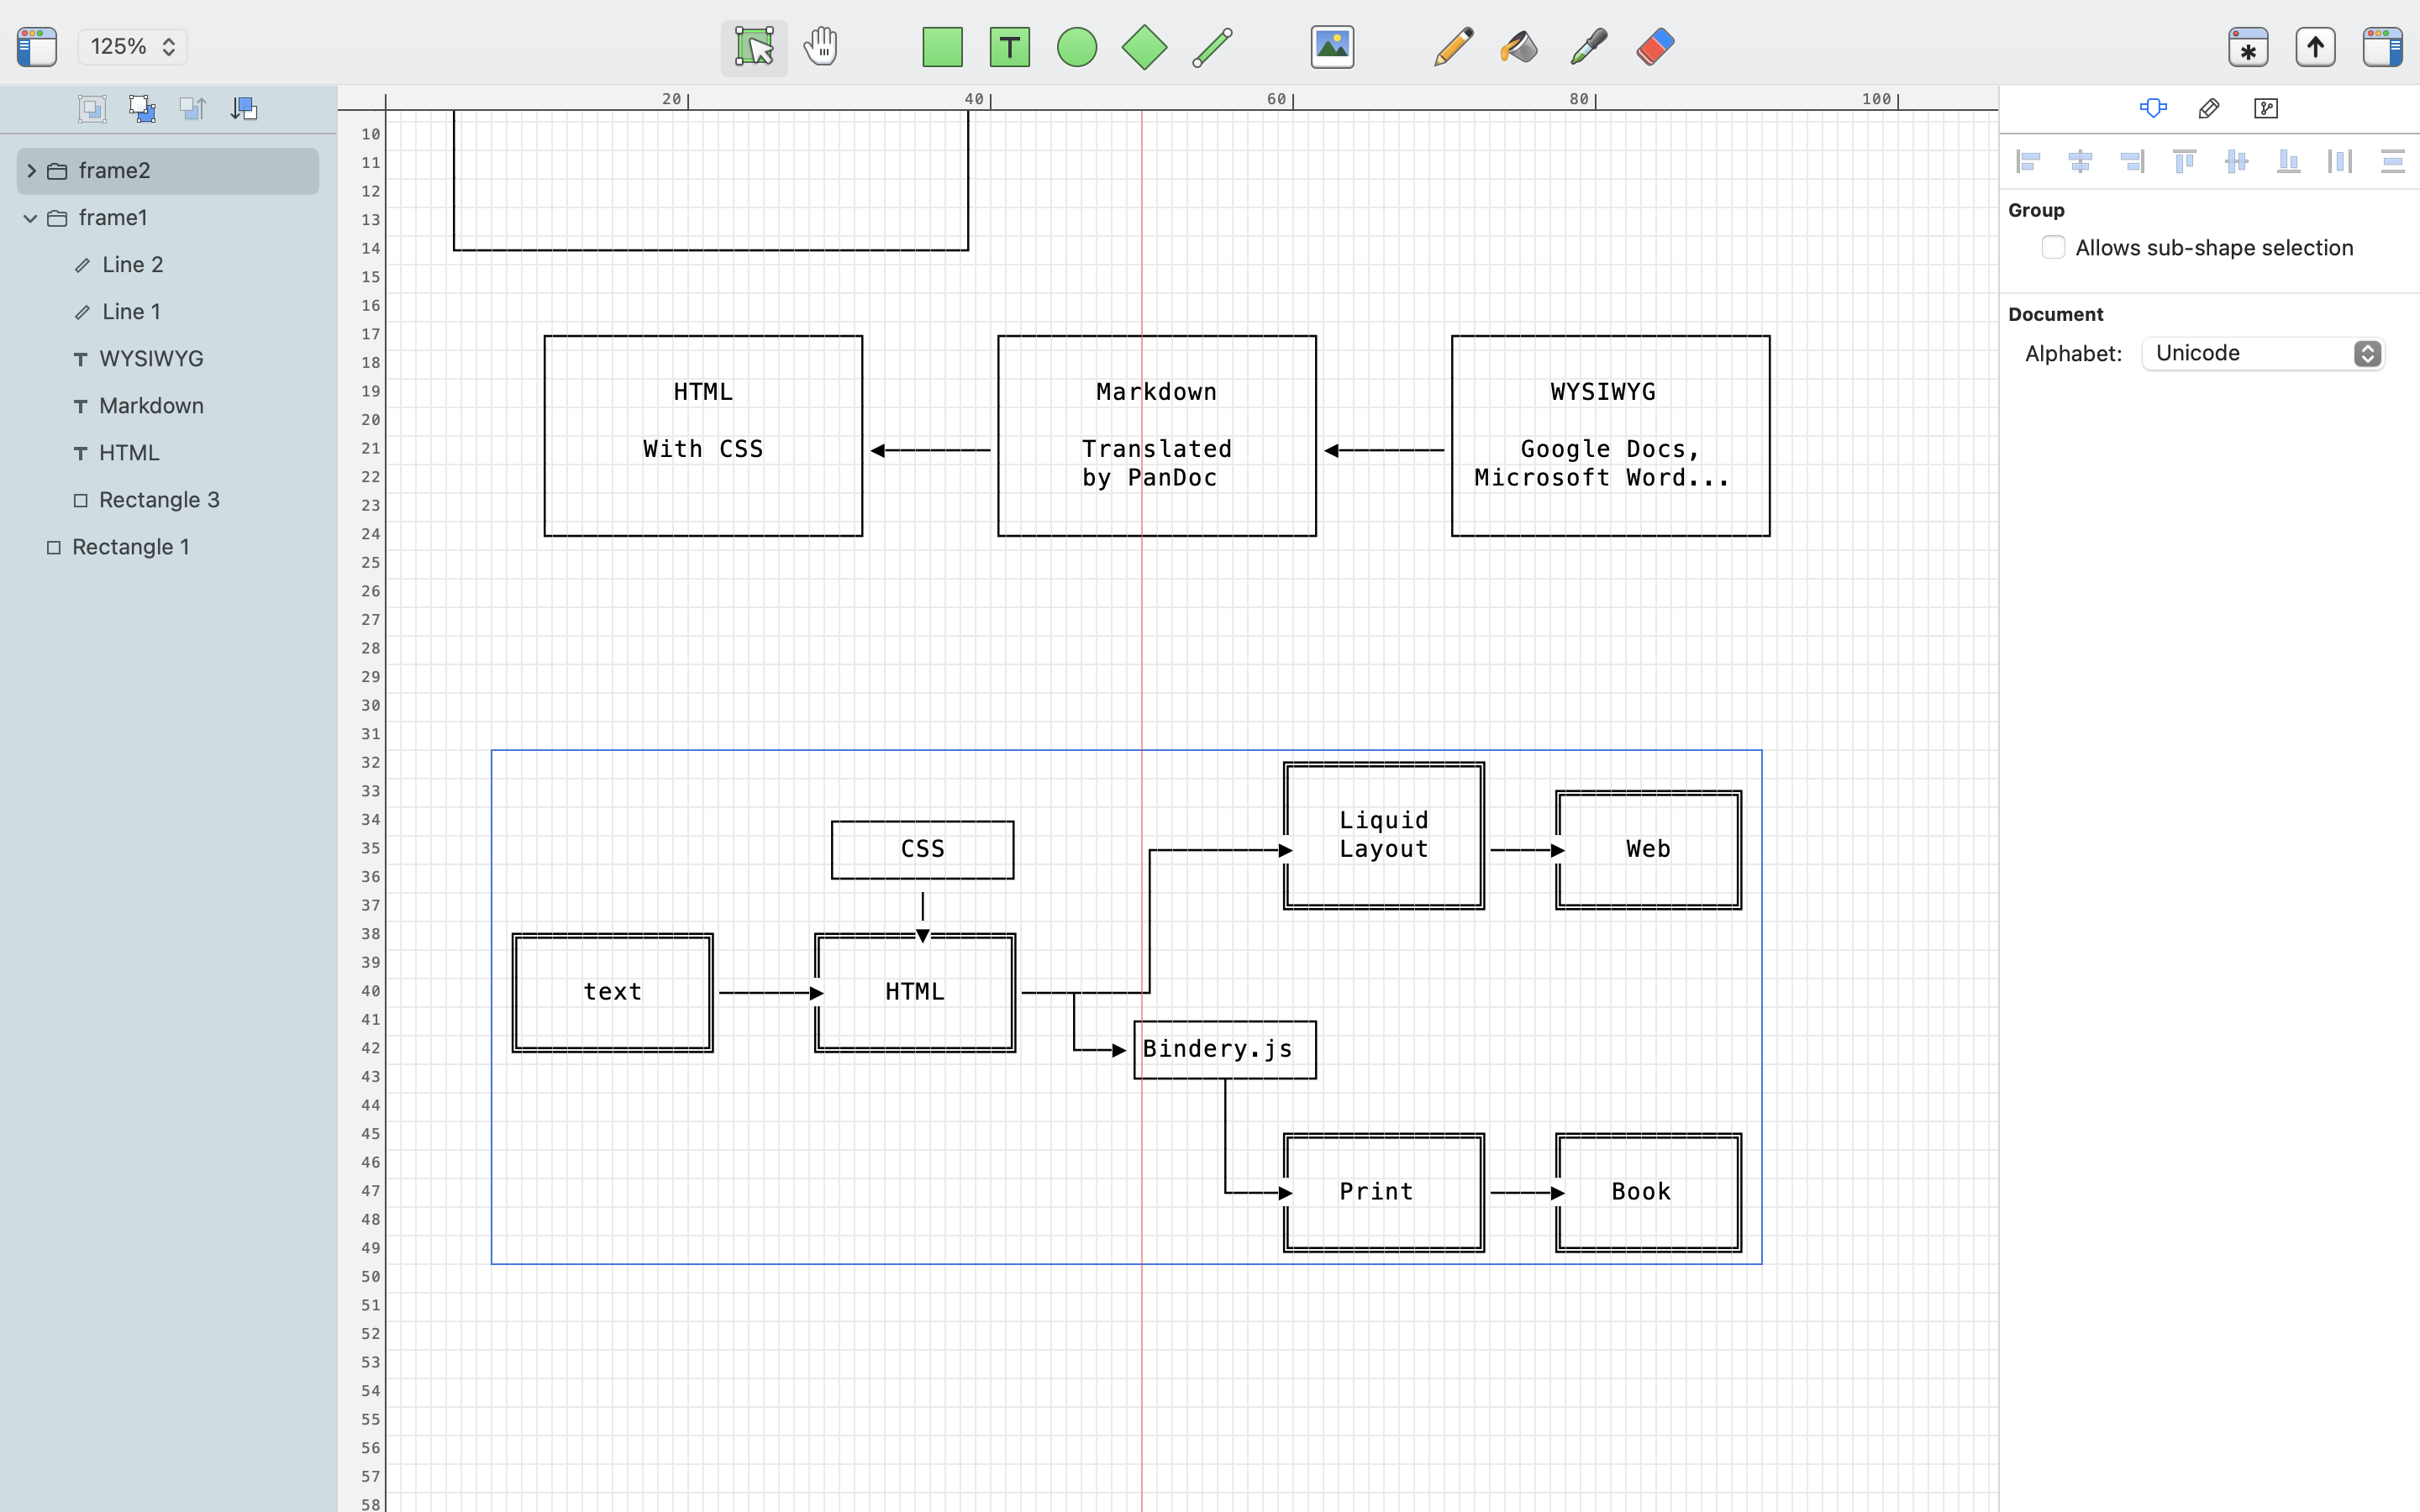 125%
T
frame2
frame1
Line 2
Line 1
T WYSIWYG
T Markdown
T HTML
Rectangle 3
Rectangle 1
20 40 60 80 100
10
11
12
13
14
15
16
17
18
19
20
21
22
23
24
25
26
27
28
29
30
31
32
33
34
35
36
37
38
39
40
41
42
43
44
45
46
47
48
49
50
51
52
53
54
55
56
57
58
HTML
With CSS
Markdown
Translated
by PanDoc
WYSIWYG
Google Docs,
Microsoft Word...
CSS
text
HTML
Liquid
Layout
Web
Bindery.js
Print
Book
Group
Allows sub-shape selection
Document
Alphabet: Unicode